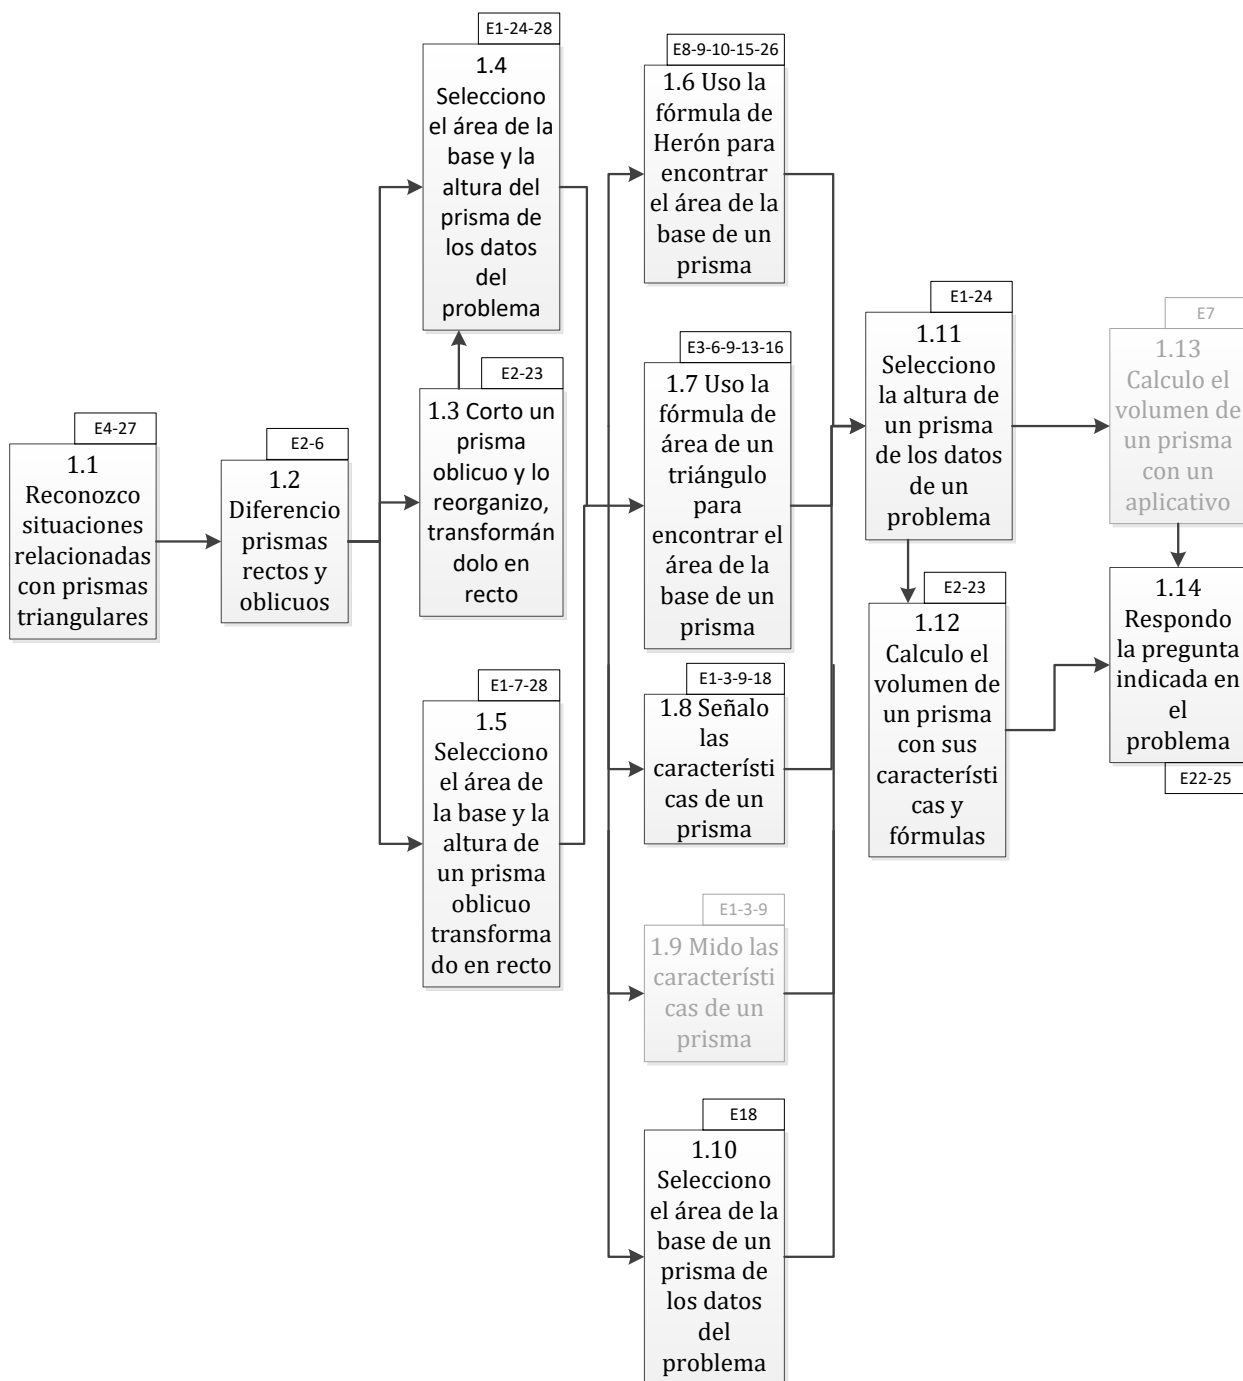 E4-27
1.1
Reconozco
situaciones
relacionadas
con prismas
triangulares
E2-6
1.2
Diferencio
prismas
rectos y
oblicuos
E1-24-28
1.4
Selecciono
el área de la
base y la
altura del
prisma de
los datos
del
problema
E2-23
1.3 Corto un
prisma
oblicuo y lo
reorganizo,
transformán
dolo en
recto
E1-7-28
1.5
Selecciono
el área de
la base y la
altura de
un prisma
oblicuo
transforma
do en recto
E8-9-10-15-26
1.6 Uso la
fórmula de
Herón para
encontrar
el área de la
base de un
prisma
E3-6-9-13-16
1.7 Uso la
fórmula de
área de un
triángulo
para
encontrar el
área de la
base de un
prisma
E1-3-9-18
1.8 Señalo
las
característi
cas de un
prisma
E1-3-9
1.9 Mido las
característi
cas de un
prisma
E18
1.10
Selecciono
el área de la
base de un
prisma de
los datos
del
problema
E1-24
1.11
Selecciono
la altura de
un prisma
de los datos
de un
problema
E2-23
1.12
Calculo el
volumen de
un prisma
con sus
característi
cas y
fórmulas
E7
1.13
Calculo el
volumen de
un prisma
con un
aplicativo
1.14
Respondo
la pregunta
indicada en
el
problema
E22-25